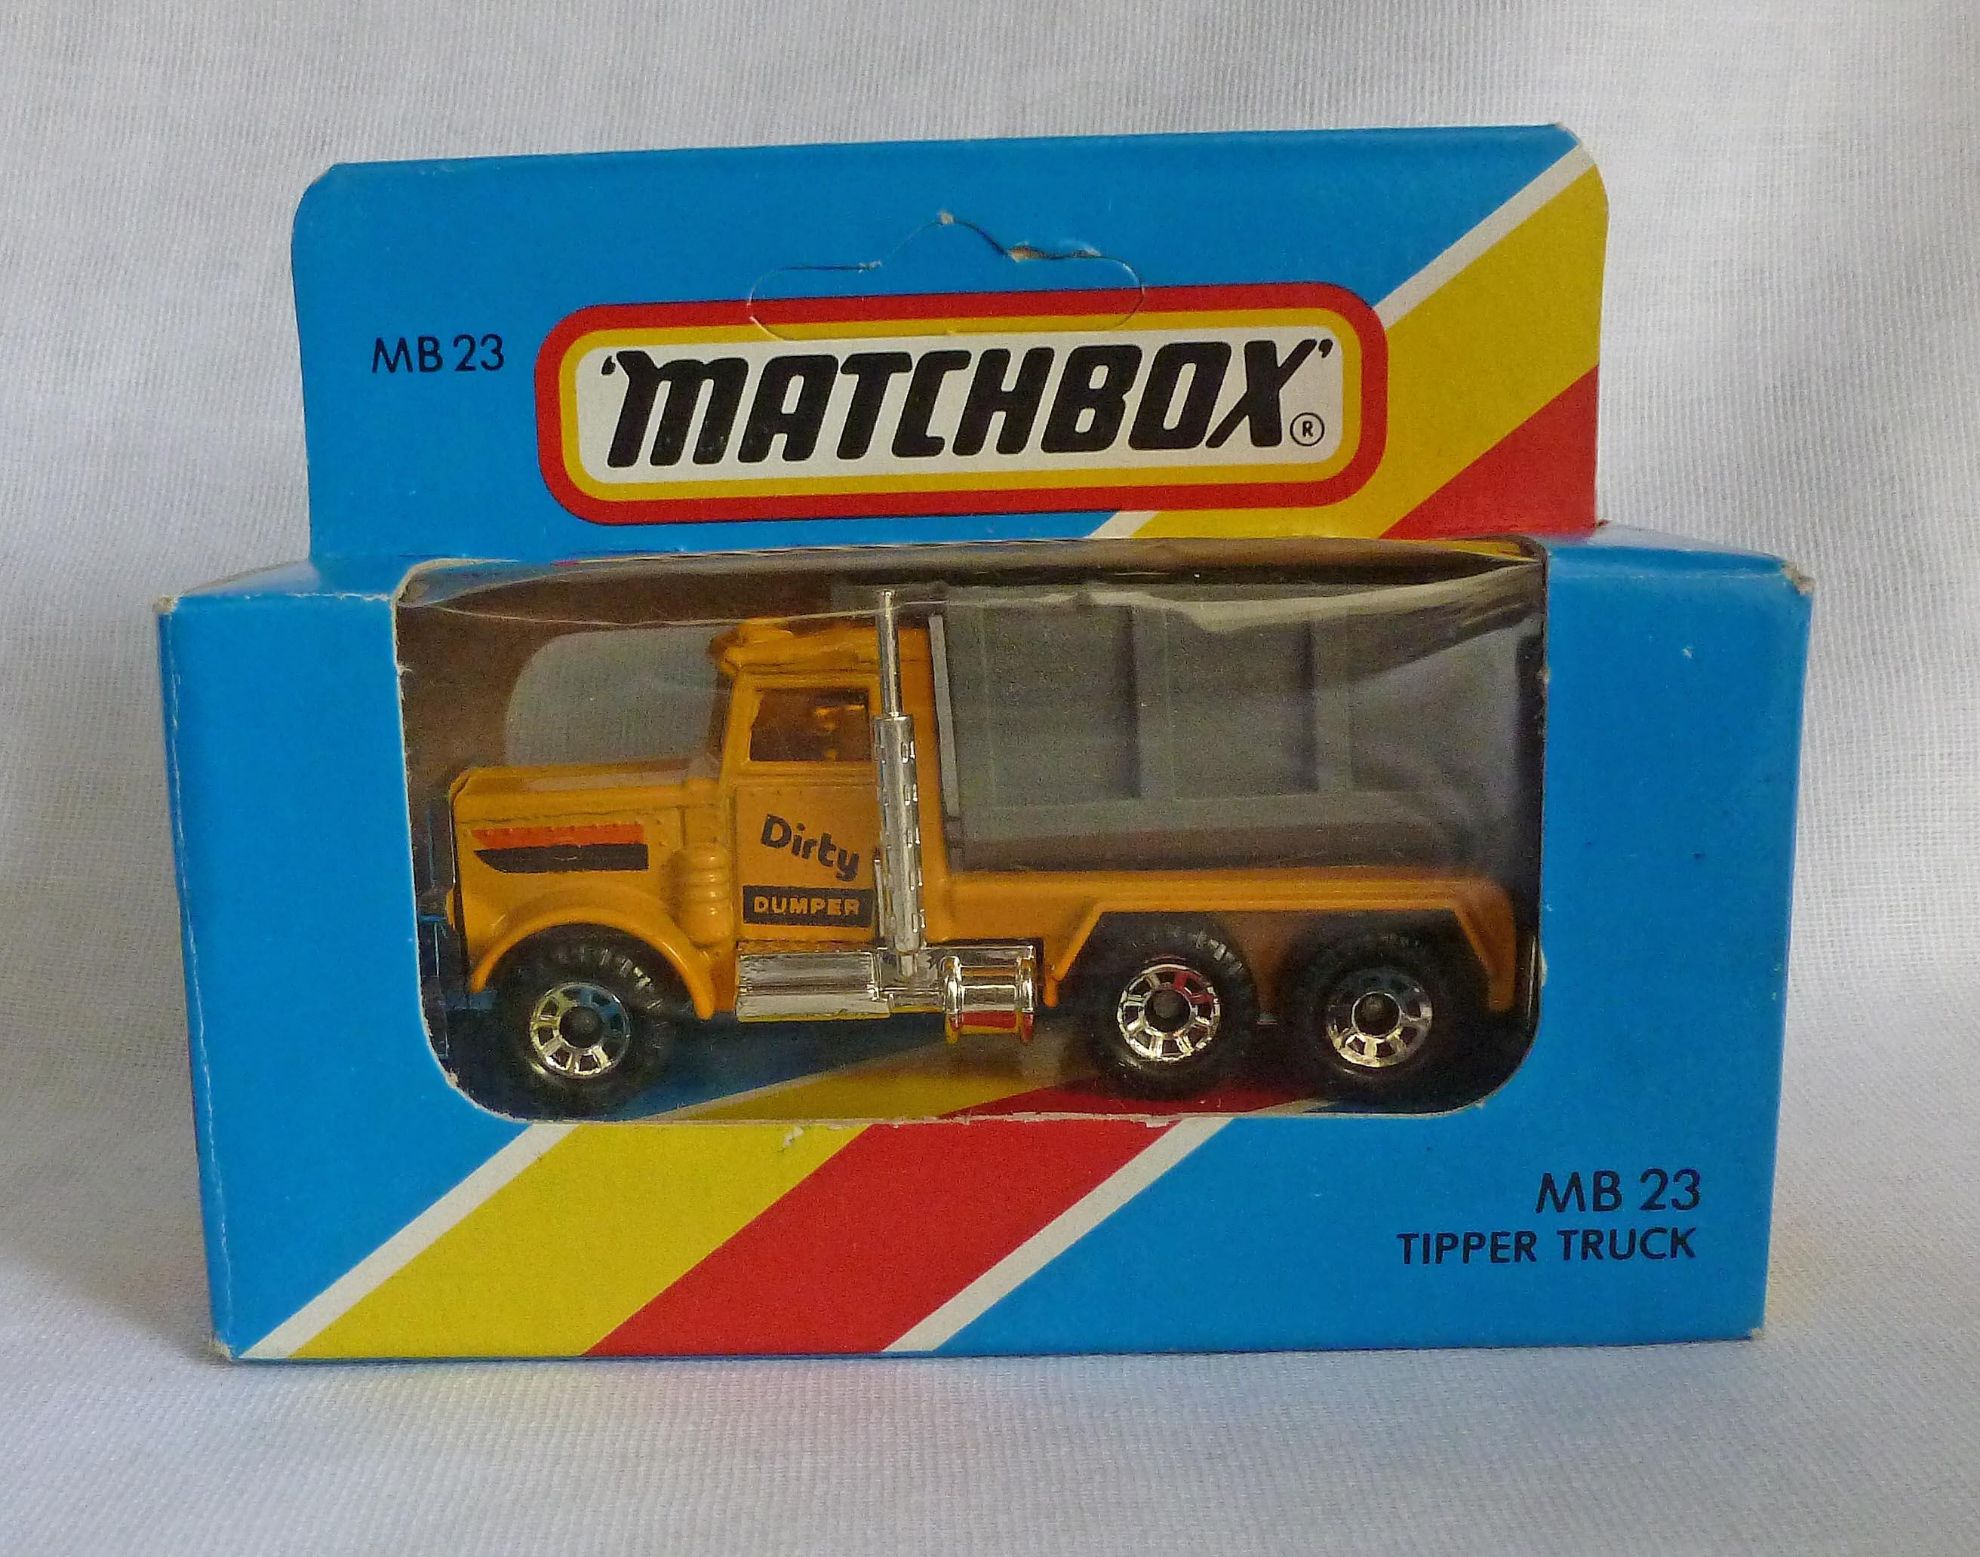 MB 23
'MATCHBOX'®
Dirty
DUMPER
MB 23
TIPPER TRUCK